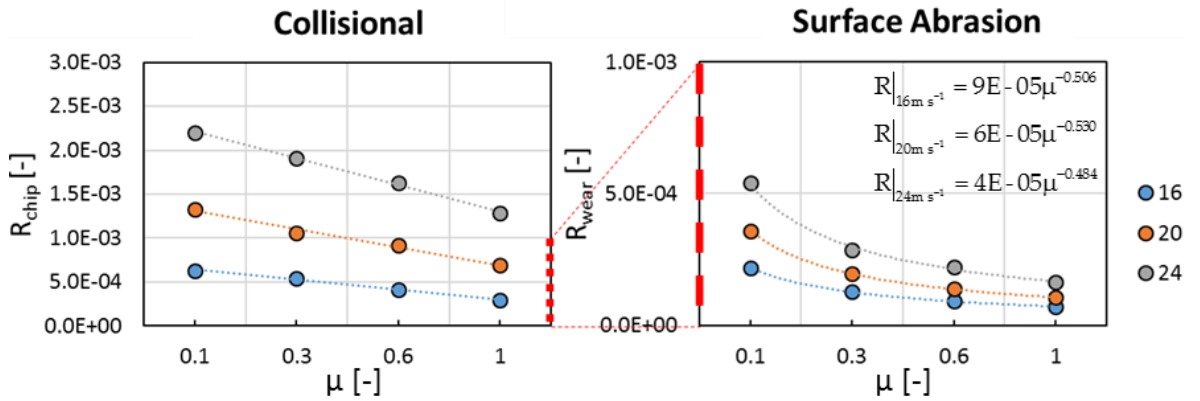 Collisional
3.0E-03
2.5E-03
2.0E-03
1.5E-03
1.0E-03
5.0E-04
0.0E+00
R_chip [-]
0.1 0.3 0.6 1
μ [-]
Surface Abrasion
1.0E-03
5.0E-04
0.0E+00
R_wear [-]
0.1 0.3 0.6 1
μ [-]
R|_16m s⁻¹ = 9E-05μ^-0.506
R|_20m s⁻¹ = 6E-05μ^-0.530
R|_24m s⁻¹ = 4E-05μ^-0.484
16
20
24